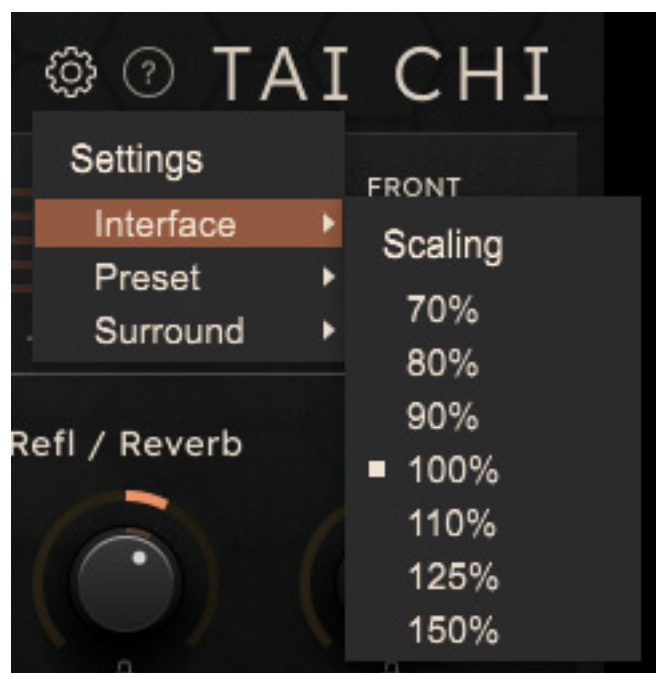 ? TAI CHI
Settings
FRONT
Interface
Preset
Surround
Scaling
70%
80%
90%
100%
110%
125%
150%
Refl / Reverb